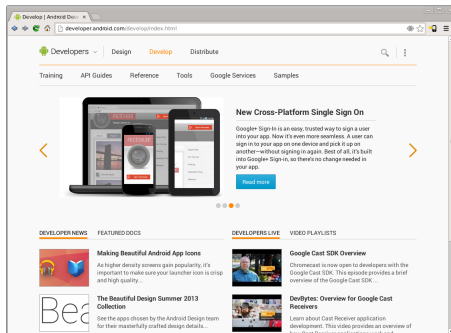 Develop | Android Deve
developer.android.com/develop/index.html
Developers
Design
Develop
Distribute
Training
API Guides
Reference
Tools
Google Services
Samples
New Cross-Platform Single Sign On
Google+ Sign-In is an easy, trusted way to sign a user
into your app. Now it's even more seamless. A user can
sign in to your app on one device and pick it up on
another—without signing in again. Best of all, it's built
into Google+ Sign-in, so there's no change needed in
your app.
Read more
DEVELOPER NEWS
FEATURED DOCS
Making Beautiful Android App Icons
As higher density screens gain popularity, it's
important to make sure your launcher icon is crisp
and high quality...
Bea
The Beautiful Design Summer 2013
Collection
See the apps chosen by the Android Design team
for their masterfully crafted design details...
DEVELOPERS LIVE
VIDEO PLAYLISTS
Google Cast SDK Overview
Chromecast is now open to developers with the
Google Cast SDK. This episode provides a brief
overview of the Google Cast SDK ...
DevBytes: Overview for Google Cast
Receivers
Learn about Cast Receiver application
development. This video provides an overview of